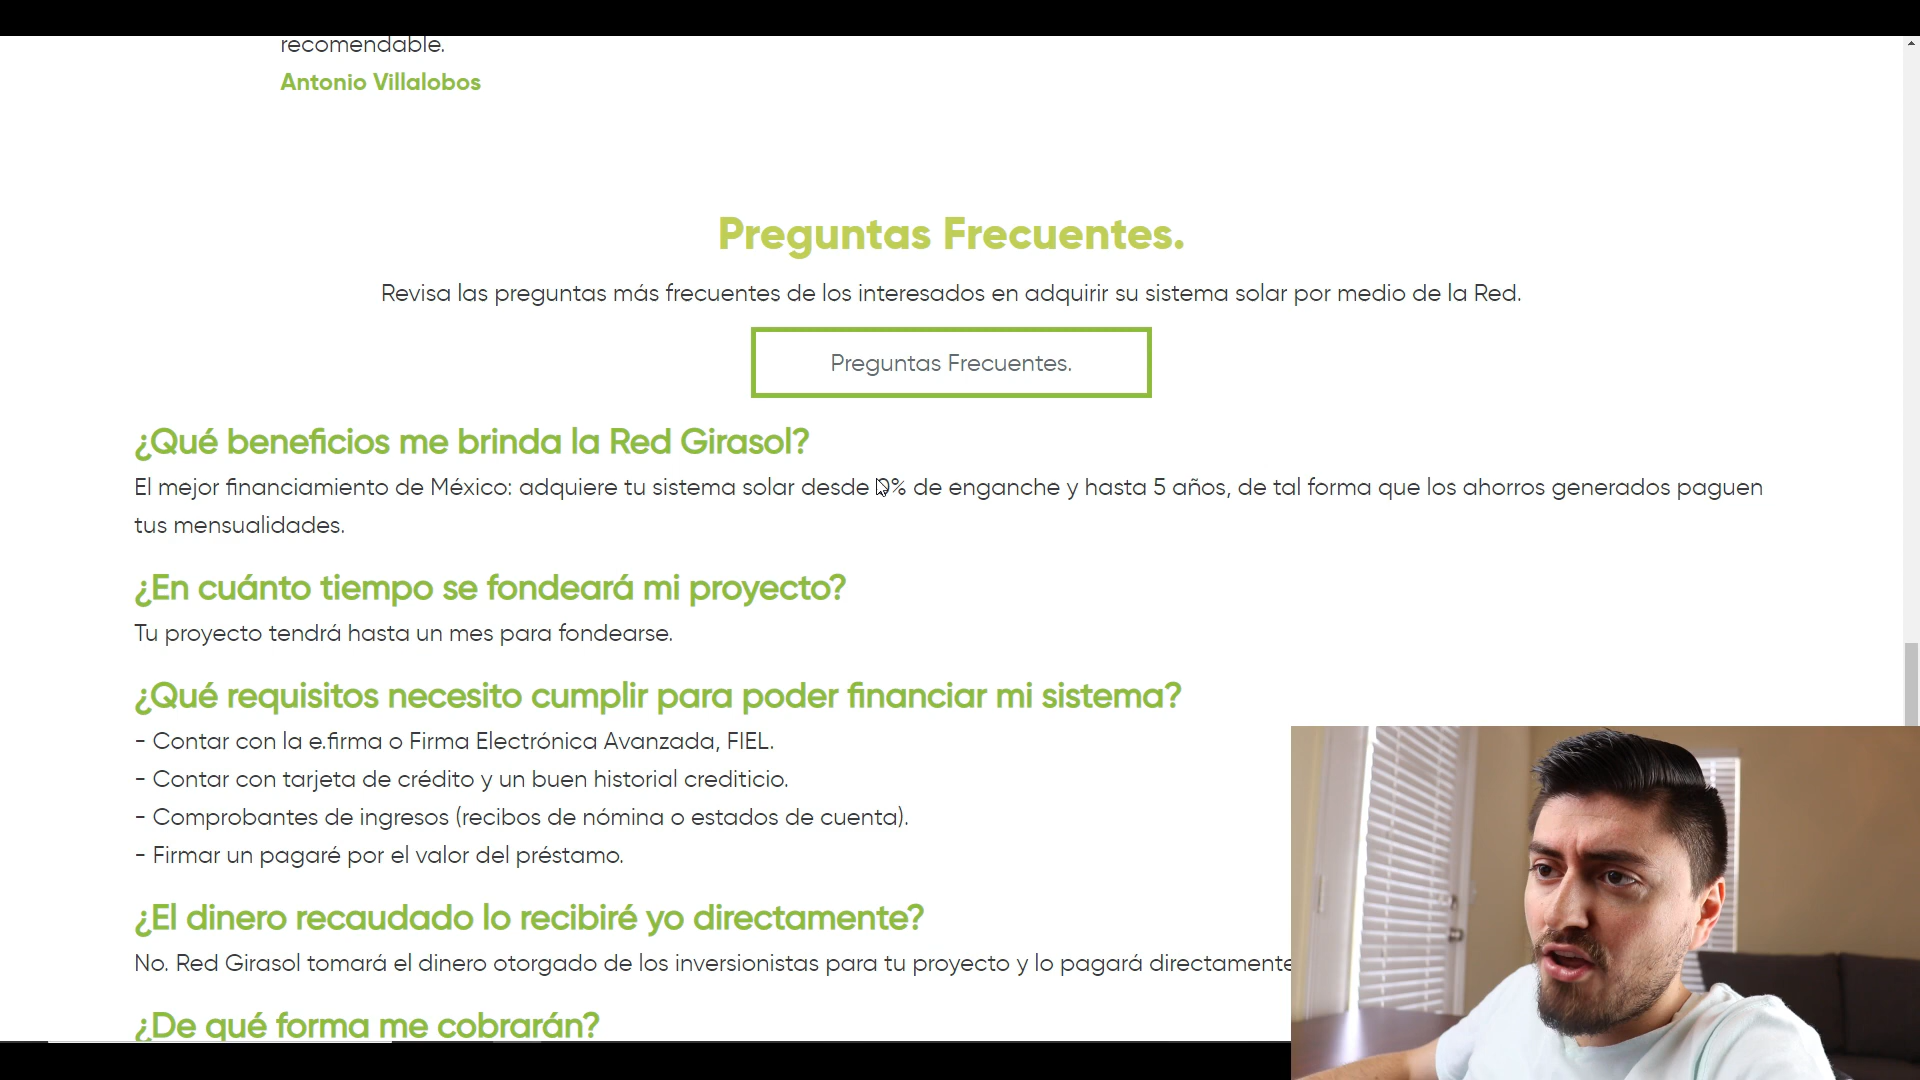 recomendable.
Antonio Villalobos
Preguntas Frecuentes.
Revisa las preguntas más frecuentes de los interesados en adquirir su sistema solar por medio de la Red.
Preguntas Frecuentes.
¿Qué beneficios me brinda la Red Girasol?
El mejor financiamiento de México: adquiere tu sistema solar desde 0% de enganche y hasta 5 años, de tal forma que los ahorros generados paguen
tus mensualidades.
¿En cuánto tiempo se fondeará mi proyecto?
Tu proyecto tendrá hasta un mes para fondearse.
¿Qué requisitos necesito cumplir para poder financiar mi sistema?
- Contar con la e.firma o Firma Electrónica Avanzada, FIEL.
- Contar con tarjeta de crédito y un buen historial crediticio.
- Comprobantes de ingresos (recibos de nómina o estados de cuenta).
- Firmar un pagaré por el valor del préstamo.
¿El dinero recaudado lo recibiré yo directamente?
No. Red Girasol tomará el dinero otorgado de los inversionistas para tu proyecto y lo pagará directamente
¿De qué forma me cobrarán?